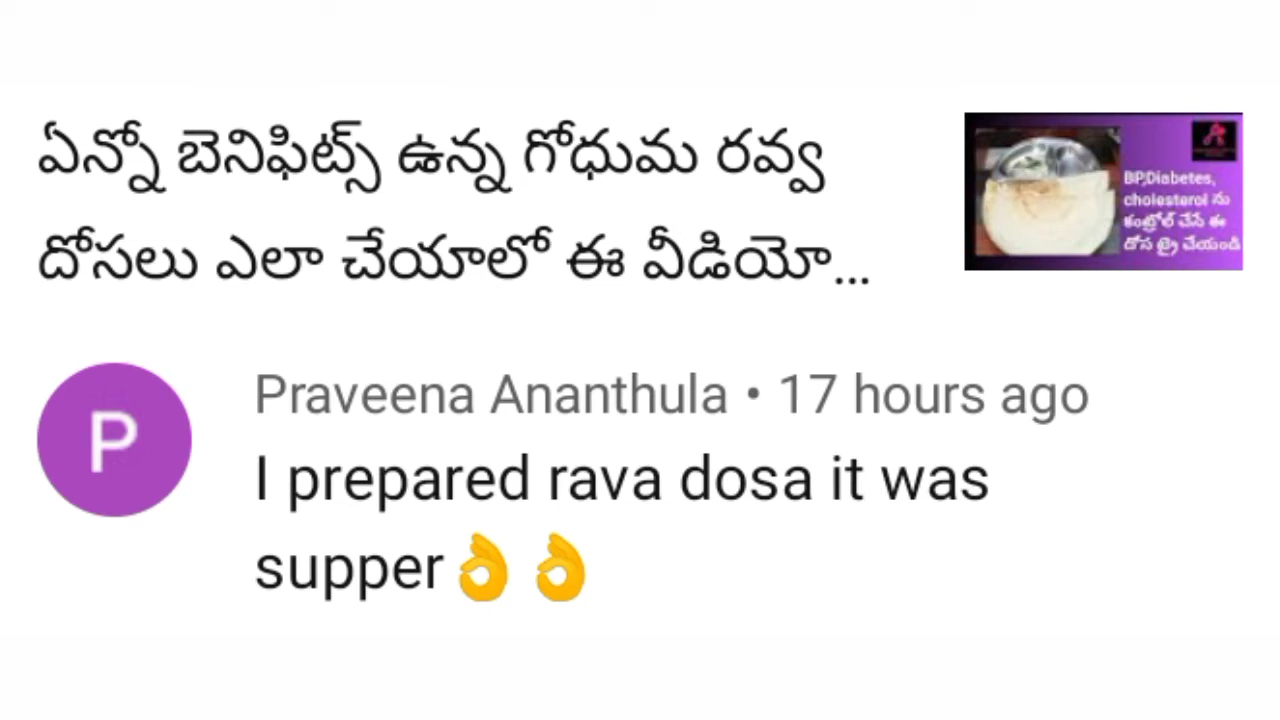 ఏన్నో బెనిఫిట్స్ ఉన్న గోధుమ రవ్వ
దోసలు ఎలా చేయాలో ఈ వీడియో...
BP,Diabetes,
cholesterol ను
కంట్రోల్ చేసే ఈ
దోస ట్రై చేయండి
P
Praveena Ananthula • 17 hours ago
I prepared rava dosa it was
supper👌👌